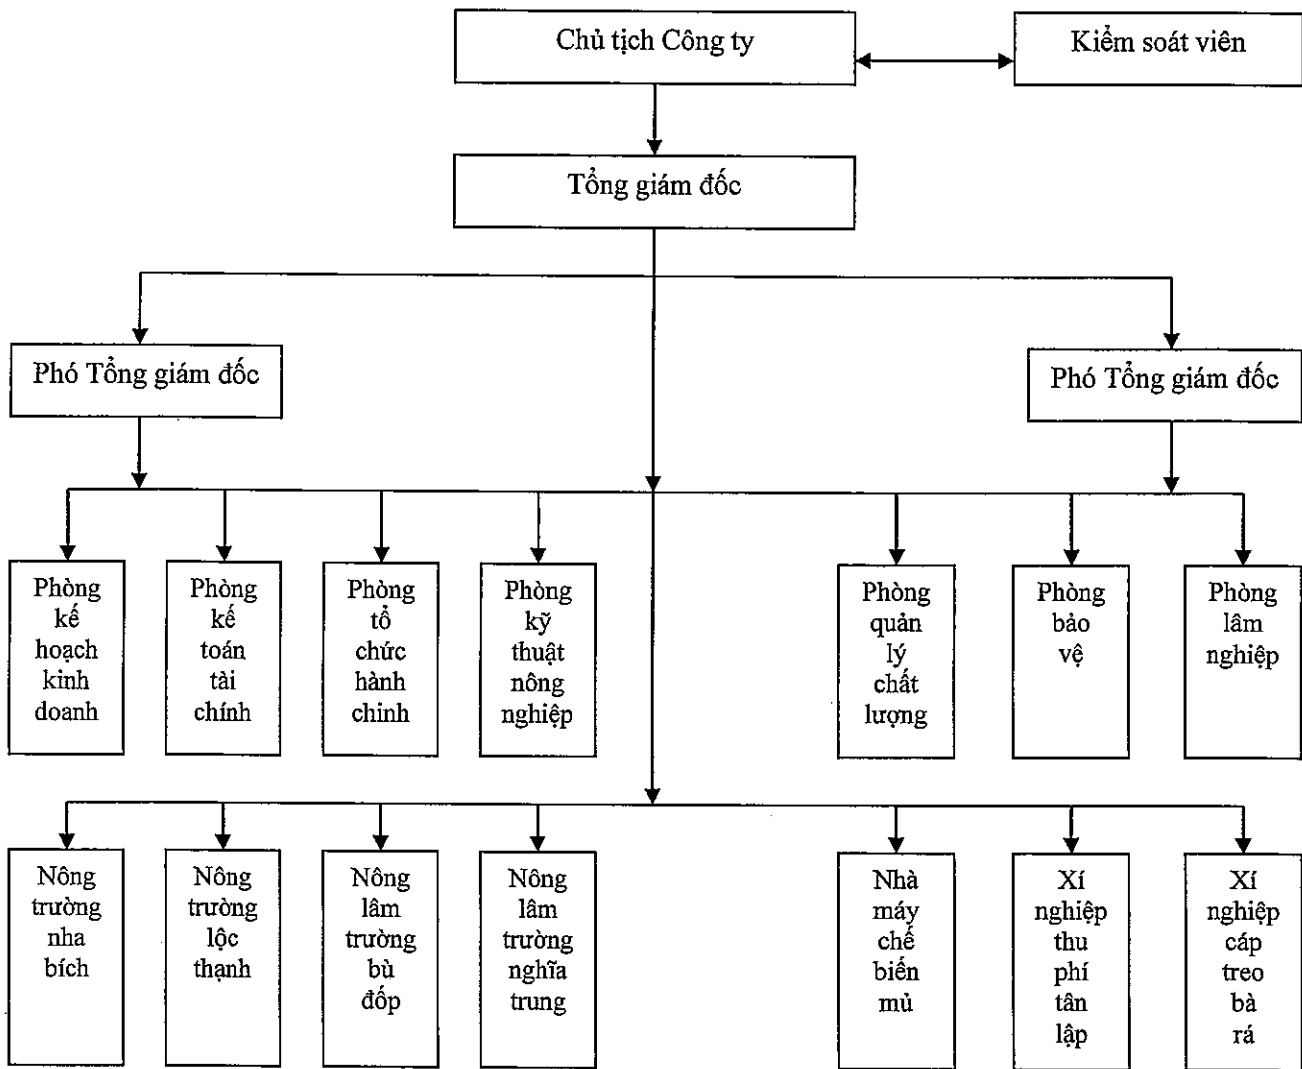 Chủ tịch Công ty
Kiểm soát viên
Tổng giám đốc
Phó Tổng giám đốc
Phó Tổng giám đốc
Phòng
kế
hoạch
kinh
doanh
Phòng
kế
toán
tài
chính
Phòng
tổ
chức
hành
chinh
Phòng
kỹ
thuật
nông
nghiệp
Phòng
quản
lý
chất
lượng
Phòng
bảo
vệ
Phòng
lâm
nghiệp
Nông
trường
nha
bích
Nông
trường
lộc
thạnh
Nông
lâm
trường
bù
đốp
Nông
lâm
trường
nghĩa
trung
Nhà
máy
chế
biến
mủ
Xí
nghiệp
thu
phí
tân
lập
Xí
nghiệp
cáp
treo
bà
rá